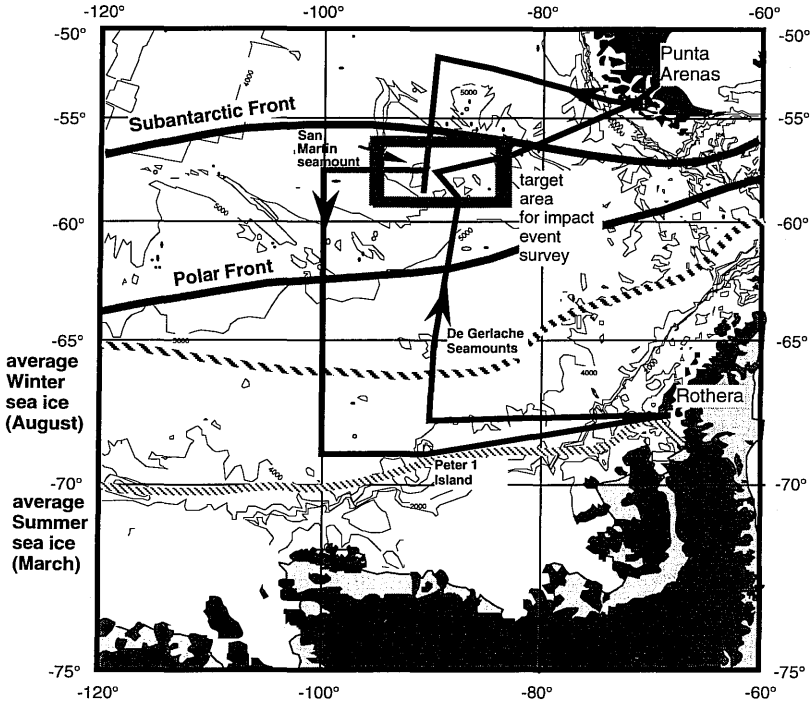 -120°
-100°
-80°
-60°
-50°
-50°
Punta
Arenas
4000
5000
-55°
-55°
Subantarctic Front
San
Martin
seamount
target
area
for impact
event
survey
5000
-60°
-60°
5000
Polar Front
De Gerlache
Seamounts
-65°
5000
-65°
average
Winter
sea ice
(August)
4000
Rothera
4000
Peter 1
Island
-70°
-70°
average
Summer
sea ice
(March)
2000
-75°
-75°
-120°
-100°
-80°
-60°